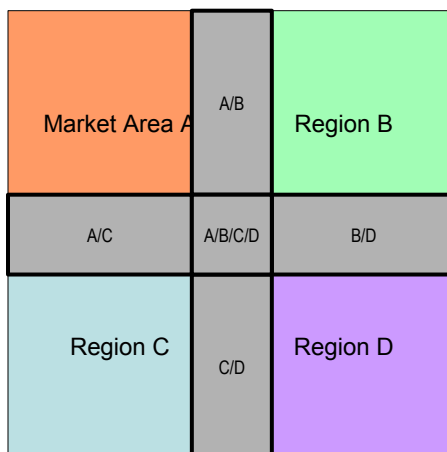 A/B
Market Area A
Region B
A/C
A/B/C/D
B/D
Region C
Region D
C/D